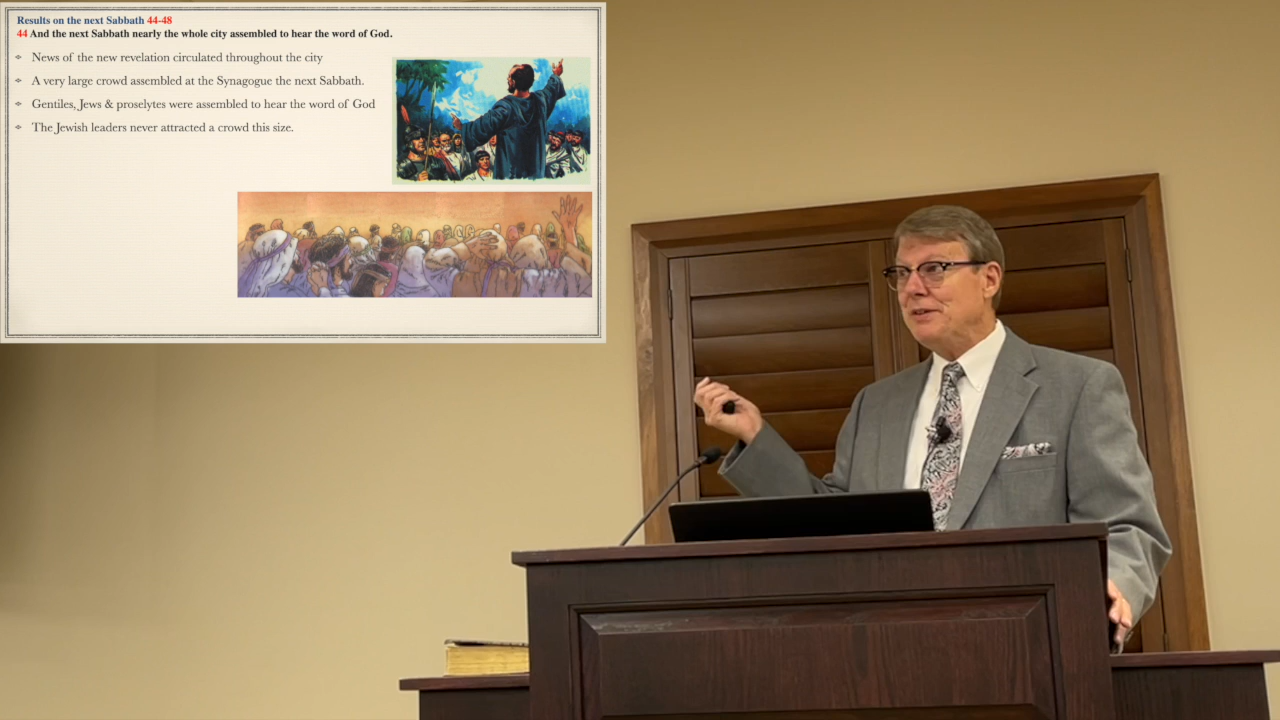 Results on the next Sabbath 44-48
44 And the next Sabbath nearly the whole city assembled to hear the word of God.
News of the new revelation circulated throughout the city
A very large crowd assembled at the Synagogue the next Sabbath.
Gentiles, Jews & proselytes were assembled to hear the word of God
The Jewish leaders never attracted a crowd this size.